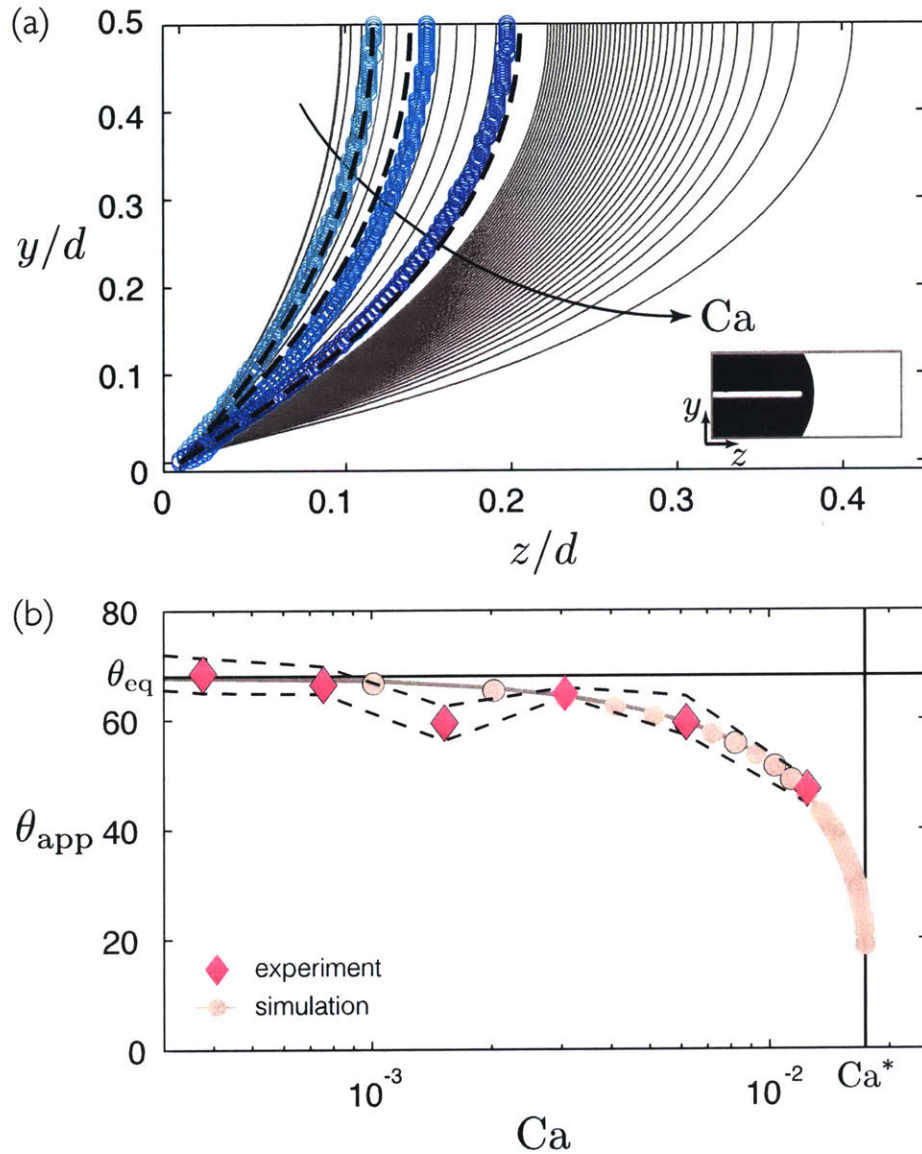 (a)
0.5
0.4
y/d
0.3
0.2
0.1
0
Ca
y
z
0
0.1
0.2
0.3
0.4
z/d
(b)
80
θeq
60
θapp
40
20
0
experiment
simulation
10⁻³
10⁻²
Ca*
Ca